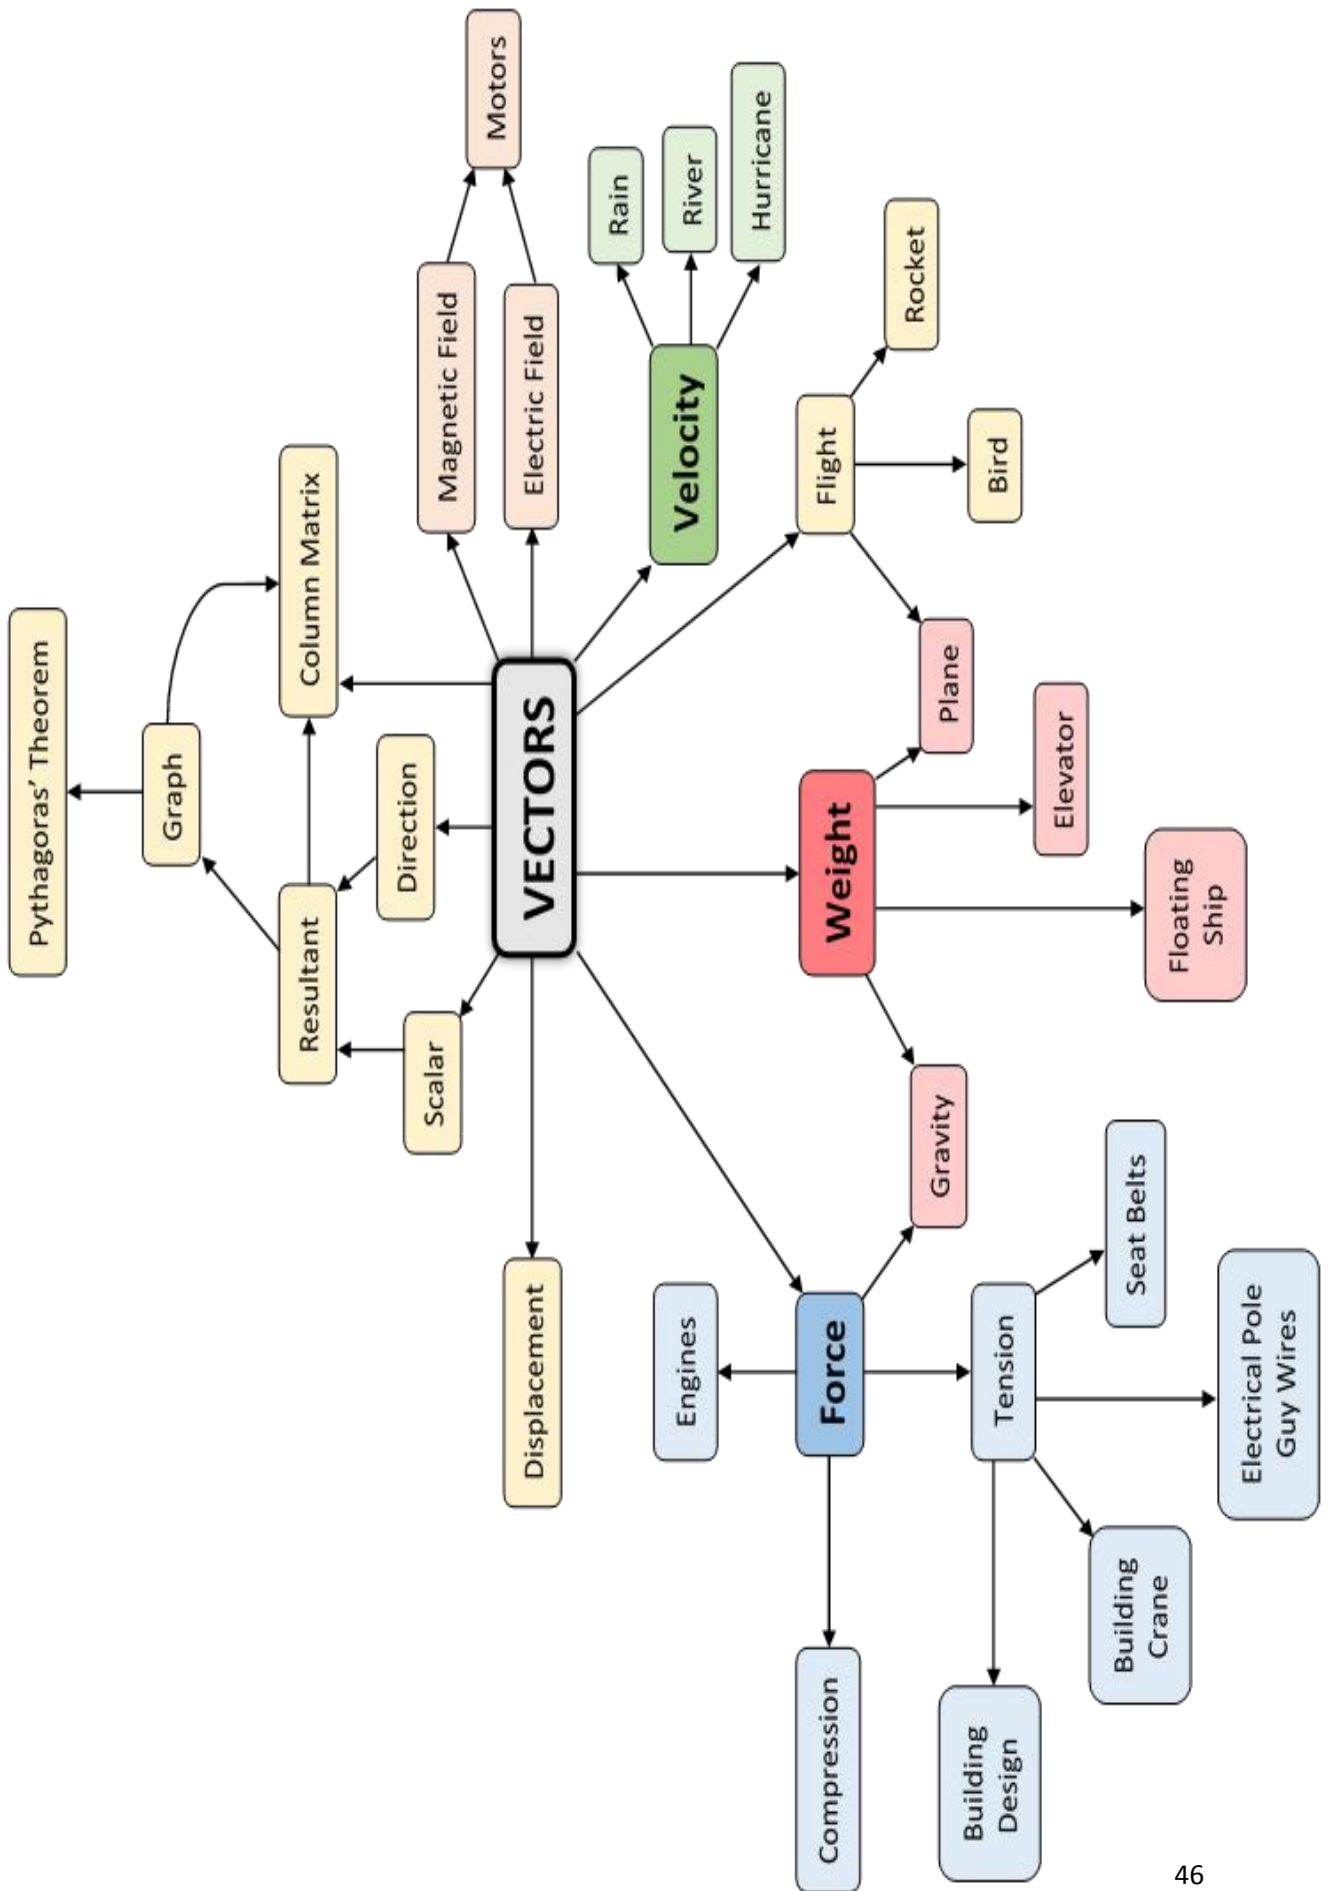 Pythagoras' Theorem
Graph
Column Matrix
Resultant
Direction
Scalar
Magnetic Field
Electric Field
Motors
VECTORS
Displacement
Velocity
Rain
River
Hurricane
Engines
Force
Compression
Weight
Flight
Rocket
Bird
Plane
Gravity
Elevator
Floating
Ship
Tension
Seat Belts
Building
Design
Building
Crane
Electrical Pole
Guy Wires
46